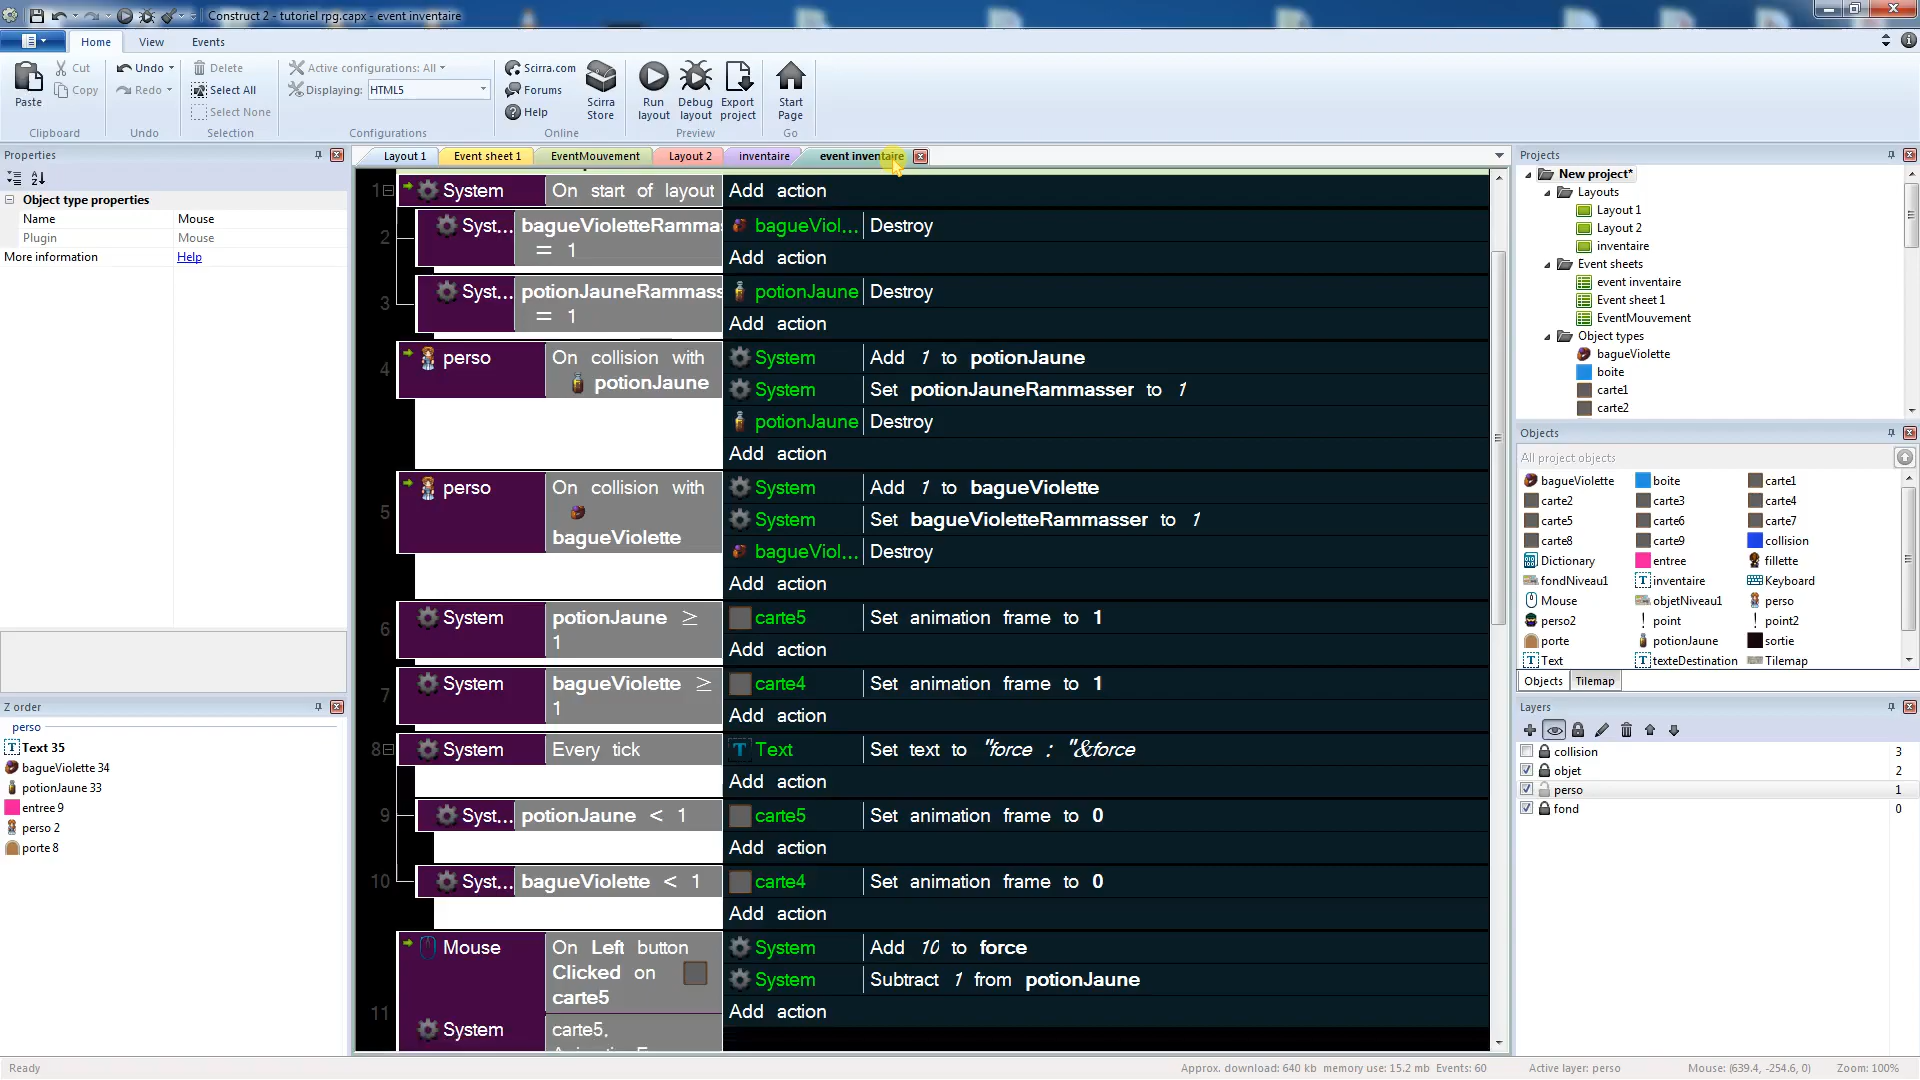 Construct 2 - tutoriel rpg.capx - event inventaire
Home View Events
Paste
Cut
Copy
Clipboard
Undo
Redo
Undo
Delete
Select All
Select None
Selection
Active configurations: All
Displaying: HTML5
Configurations
Scirra.com
Forums
Help
Scirra Store
Online
Run layout
Debug layout
Export project
Preview
Start Page
Go
Properties
Object type properties
Name Mouse
Plugin Mouse
More information Help
Z order
perso
Text 35
bagueViolette 34
potionJaune 33
entree 9
perso 2
porte 8
Layout 1 Event sheet 1 EventMouvement Layout 2 inventaire event inventaire
1 System On start of layout Add action
2 Syst... bagueVioletteRammas = 1 bagueViol... Destroy
Add action
3 Syst... potionJauneRammass = 1 potionJaune Destroy
Add action
4 perso On collision with potionJaune System Add 1 to potionJaune
System Set potionJauneRammasser to 1
potionJaune Destroy
Add action
5 perso On collision with bagueViolette System Add 1 to bagueViolette
System Set bagueVioletteRammasser to 1
bagueViol... Destroy
Add action
6 System potionJaune ≥ 1 carte5 Set animation frame to 1
Add action
7 System bagueViolette ≥ 1 carte4 Set animation frame to 1
Add action
8 System Every tick Text Set text to "force : "&force
Add action
9 Syst... potionJaune < 1 carte5 Set animation frame to 0
Add action
10 Syst... bagueViolette < 1 carte4 Set animation frame to 0
Add action
11 Mouse On Left button Clicked on carte5 System Add 10 to force
System Subtract 1 from potionJaune
Add action
System carte5.
Projects
New project*
Layouts
Layout 1
Layout 2
inventaire
Event sheets
event inventaire
Event sheet 1
EventMouvement
Object types
bagueViolette
boite
carte1
carte2
Objects
All project objects
bagueViolette boite carte1
carte2 carte3 carte4
carte5 carte6 carte7
carte8 carte9 collision
Dictionary entree fillette
fondNiveau1 inventaire Keyboard
Mouse objetNiveau1 perso
perso2 point point2
porte potionJaune sortie
Text texteDestination Tilemap
Objects Tilemap
Layers
collision 3
objet 2
perso 1
fond 0
Ready
Approx. download: 640 kb memory use: 15.2 mb Events: 60 Active layer: perso Mouse: (639.4, -254.6, 0) Zoom: 100%